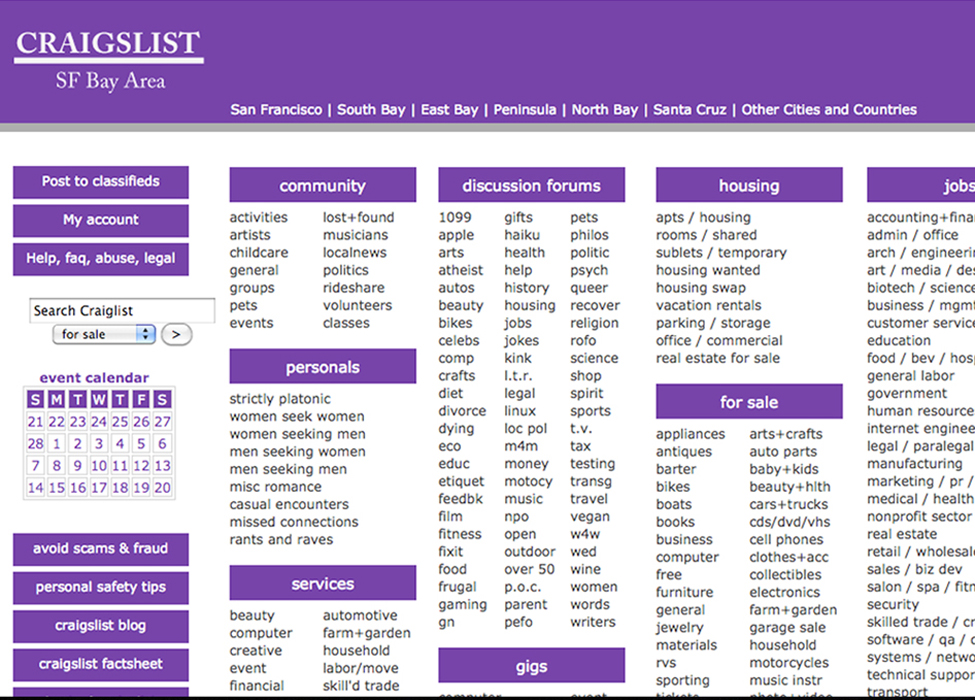 CRAIGSLIST
SF Bay Area
San Francisco | South Bay | East Bay | Peninsula | North Bay | Santa Cruz | Other Cities and Countries
Post to classifieds
My account
Help, faq, abuse, legal
Search Craiglist
for sale >
event calendar
S M T W T F S
21 22 23 24 25 26 27
28 1 2 3 4 5 6
7 8 9 10 11 12 13
14 15 16 17 18 19 20
avoid scams & fraud
personal safety tips
craigslist blog
craigslist factsheet
community
activities lost+found
artists musicians
childcare localnews
general politics
groups rideshare
pets volunteers
events classes
personals
strictly platonic
women seek women
women seeking men
men seeking women
men seeking men
misc romance
casual encounters
missed connections
rants and raves
services
beauty automotive
computer farm+garden
creative household
event labor/move
financial skill'd trade
discussion forums
1099 gifts pets
apple haiku philos
arts health politic
atheist help psych
autos history queer
beauty housing recover
bikes jobs religion
celebs jokes rofo
comp kink science
crafts l.t.r. shop
diet legal spirit
divorce linux sports
dying loc pol t.v.
eco m4m tax
educ money testing
etiquet motocy transg
feedbk music travel
film npo vegan
fitness open w4w
fixit outdoor wed
food over 50 wine
frugal p.o.c. women
gaming parent words
gn pefo writers
gigs
computer event
housing
apts / housing
rooms / shared
sublets / temporary
housing wanted
housing swap
vacation rentals
parking / storage
office / commercial
real estate for sale
for sale
appliances arts+crafts
antiques auto parts
barter baby+kids
bikes beauty+hlth
boats cars+trucks
books cds/dvd/vhs
business cell phones
computer clothes+acc
free collectibles
furniture electronics
general farm+garden
jewelry garage sale
materials household
rvs motorcycles
sporting music instr
tickets photo+video
jobs
accounting+fina
admin / office
arch / engineerin
art / media / des
biotech / science
business / mgmt
customer service
education
food / bev / hosp
general labor
government
human resource
internet enginee
legal / paralegal
manufacturing
marketing / pr /
medical / health
nonprofit sector
real estate
retail / wholesale
sales / biz dev
salon / spa / fitn
security
skilled trade / cr
software / qa / d
systems / netwo
technical suppo
transport